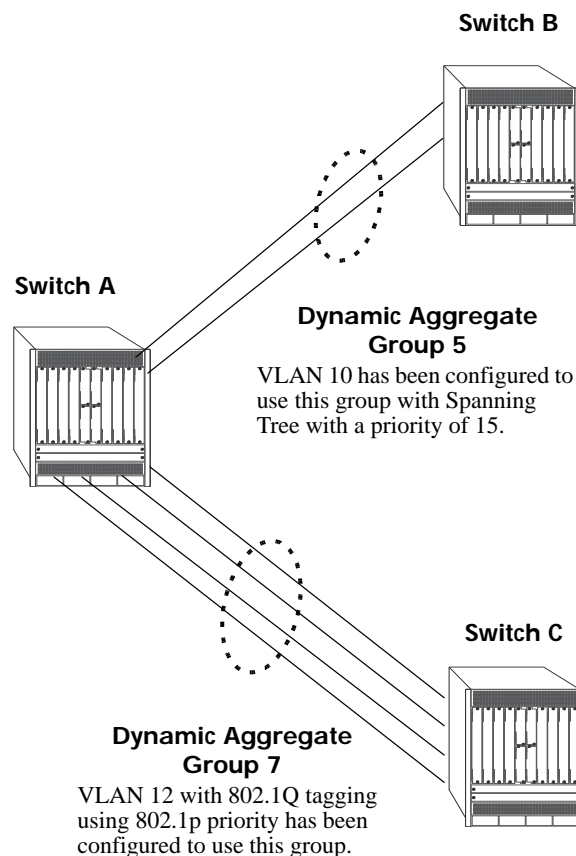 Switch B
Switch A
Dynamic Aggregate
Group 5
VLAN 10 has been configured to
use this group with Spanning
Tree with a priority of 15.
Switch C
Dynamic Aggregate
Group 7
VLAN 12 with 802.1Q tagging
using 802.1p priority has been
configured to use this group.